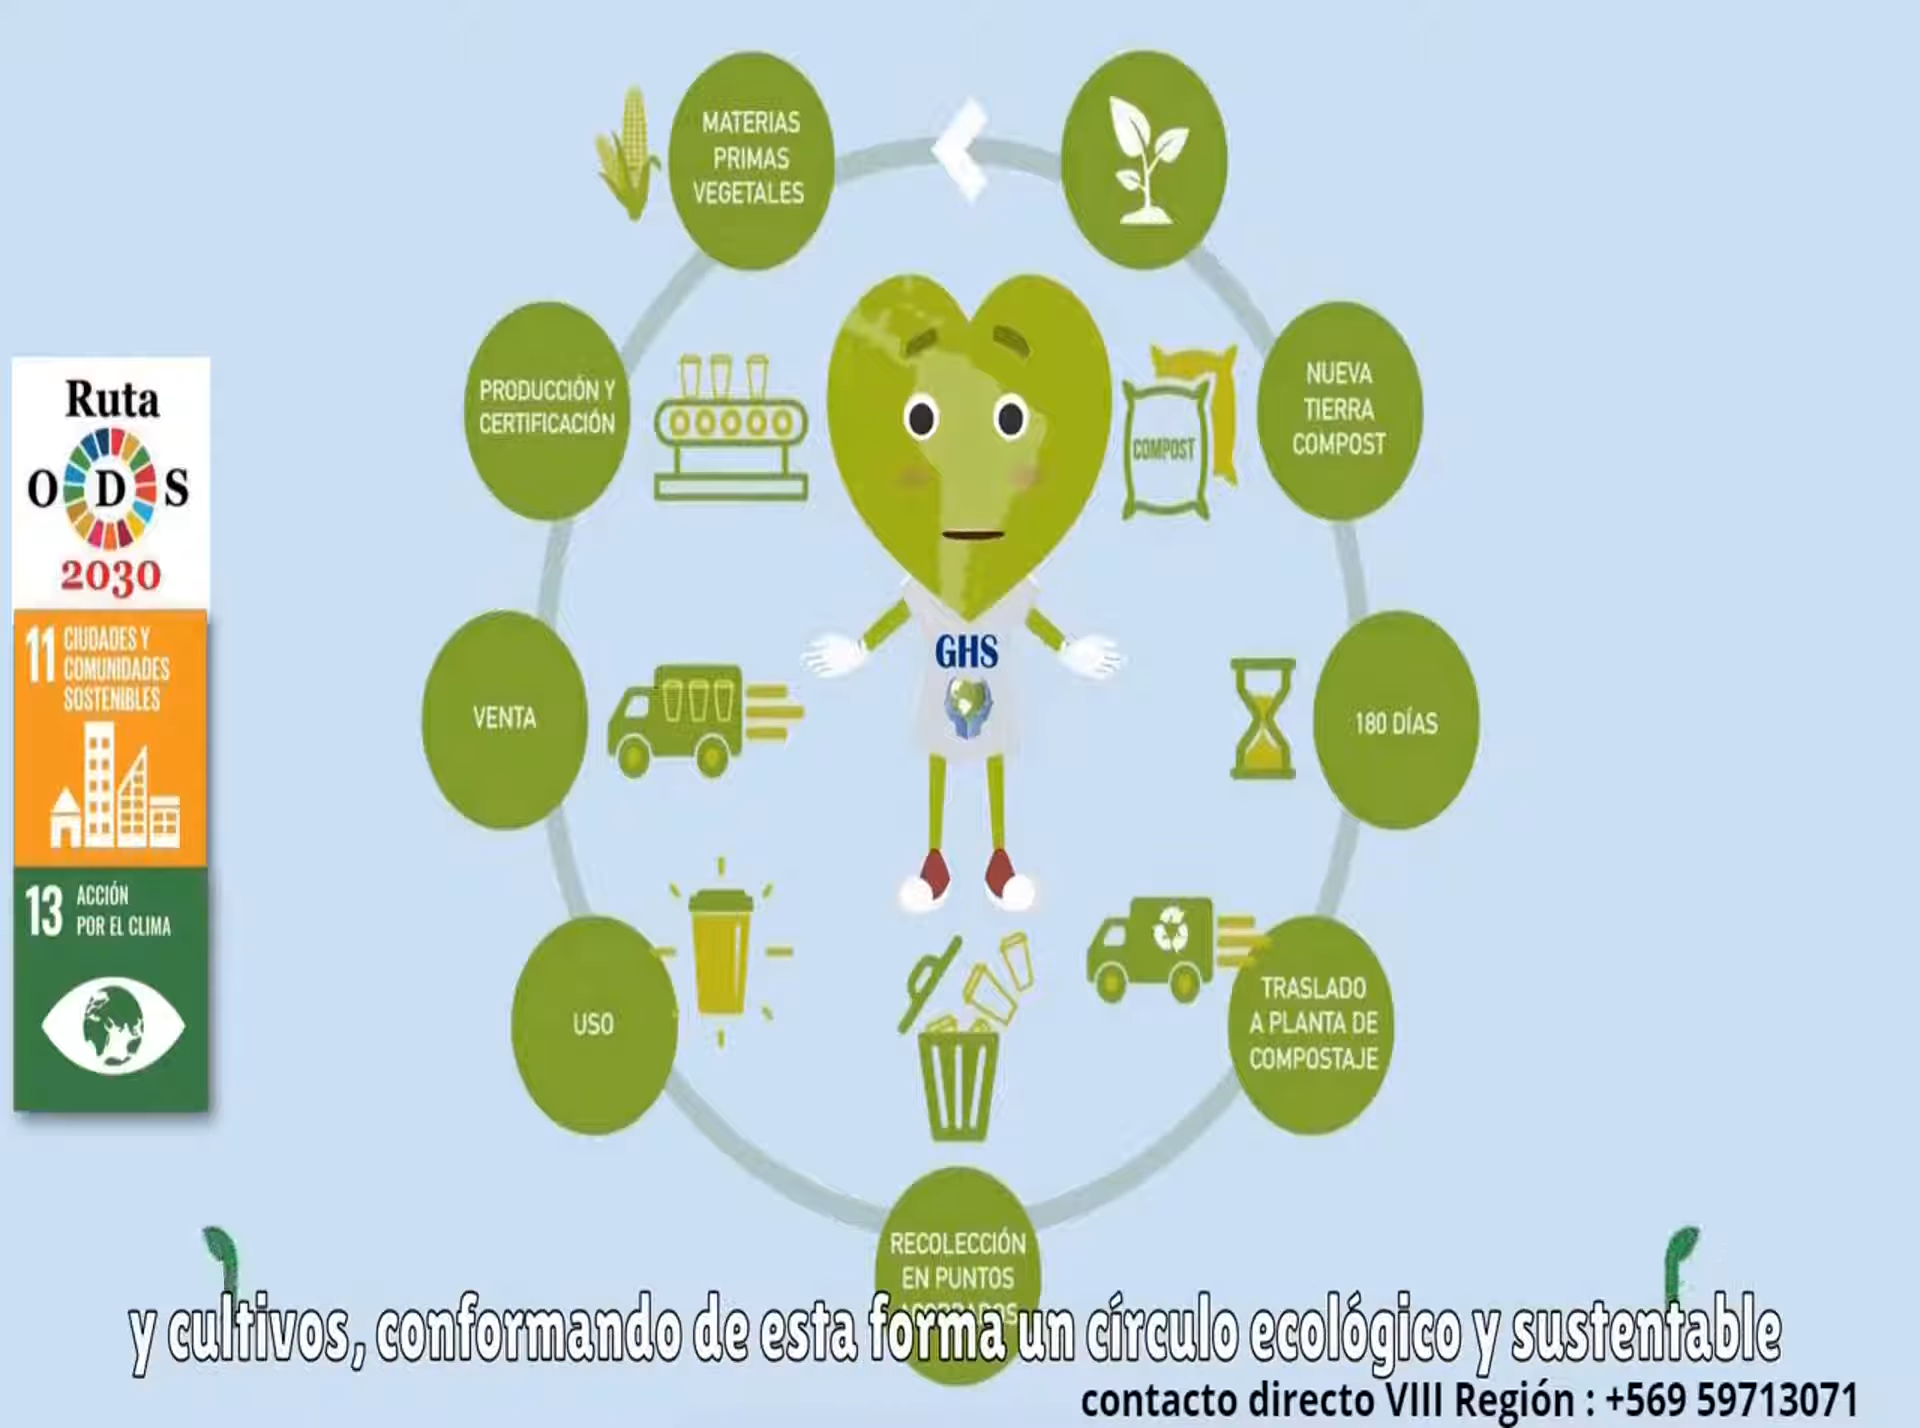 MATERIAS
PRIMAS
VEGETALES
PRODUCCIÓN Y
CERTIFICACIÓN
COMPOST
NUEVA
TIERRA
COMPOST
Ruta
ODS
2030
11 CIUDADES Y
COMUNIDADES
SOSTENIBLES
GHS
VENTA
180 DÍAS
13 ACCIÓN
POR EL CLIMA
USO
TRASLADO
A PLANTA DE
COMPOSTAJE
RECOLECCIÓN
EN PUNTOS
y cultivos, conformando de esta forma un círculo ecológico y sustentable
contacto directo VIII Región : +569 59713071